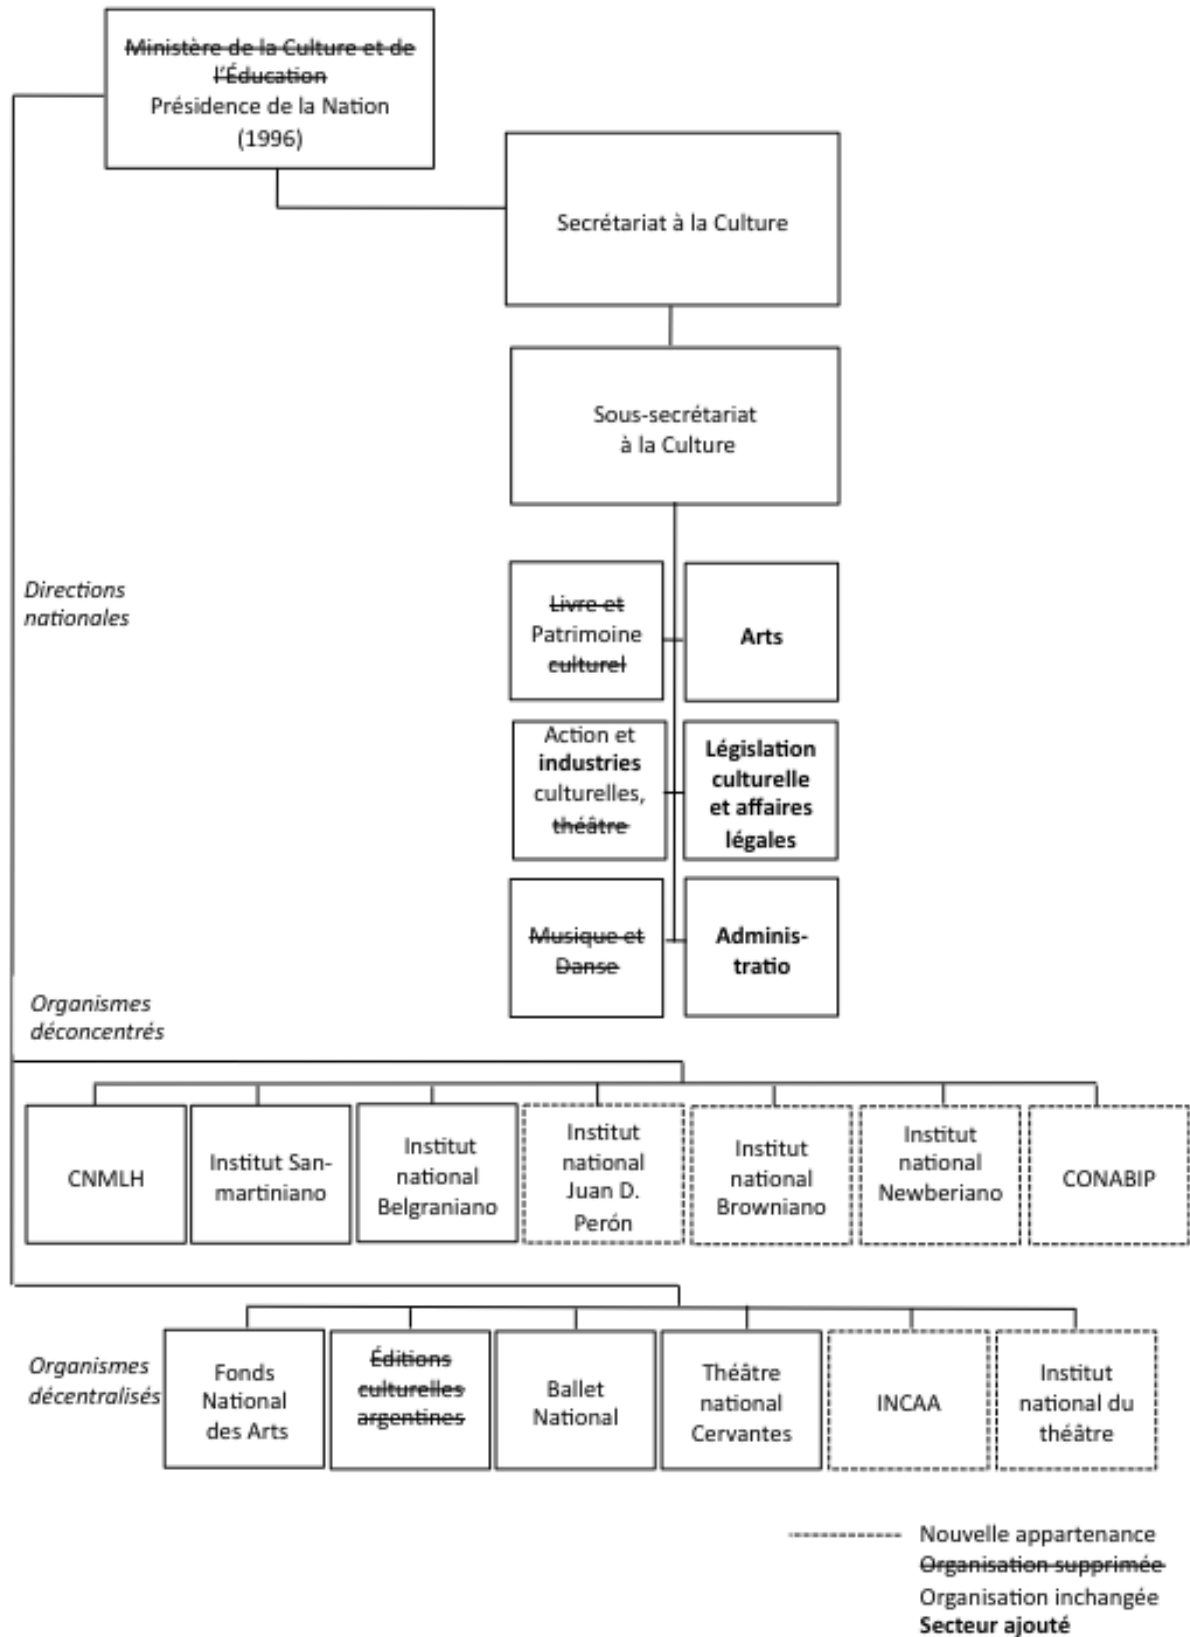 Ministère de la Culture et de
l'Éducation
Présidence de la Nation
(1996)
Secrétariat à la Culture
Sous-secrétariat
à la Culture
Directions
nationales
Livre et
Patrimoine
culturel
Arts
Action et
industries
culturelles,
théâtre
Législation
culturelle
et affaires
légales
Musique et
Danse
Adminis-
tratio
Organismes
déconcentrés
CNMLH
Institut San-
martiniano
Institut
national
Belgraniano
Institut
national
Juan D.
Perón
Institut
national
Browniano
Institut
national
Newberiano
CONABIP
Organismes
décentralisés
Fonds
National
des Arts
Éditions
culturelles
argentines
Ballet
National
Théâtre
national
Cervantes
INCAA
Institut
national du
théâtre
Nouvelle appartenance
Organisation supprimée
Organisation inchangée
Secteur ajouté